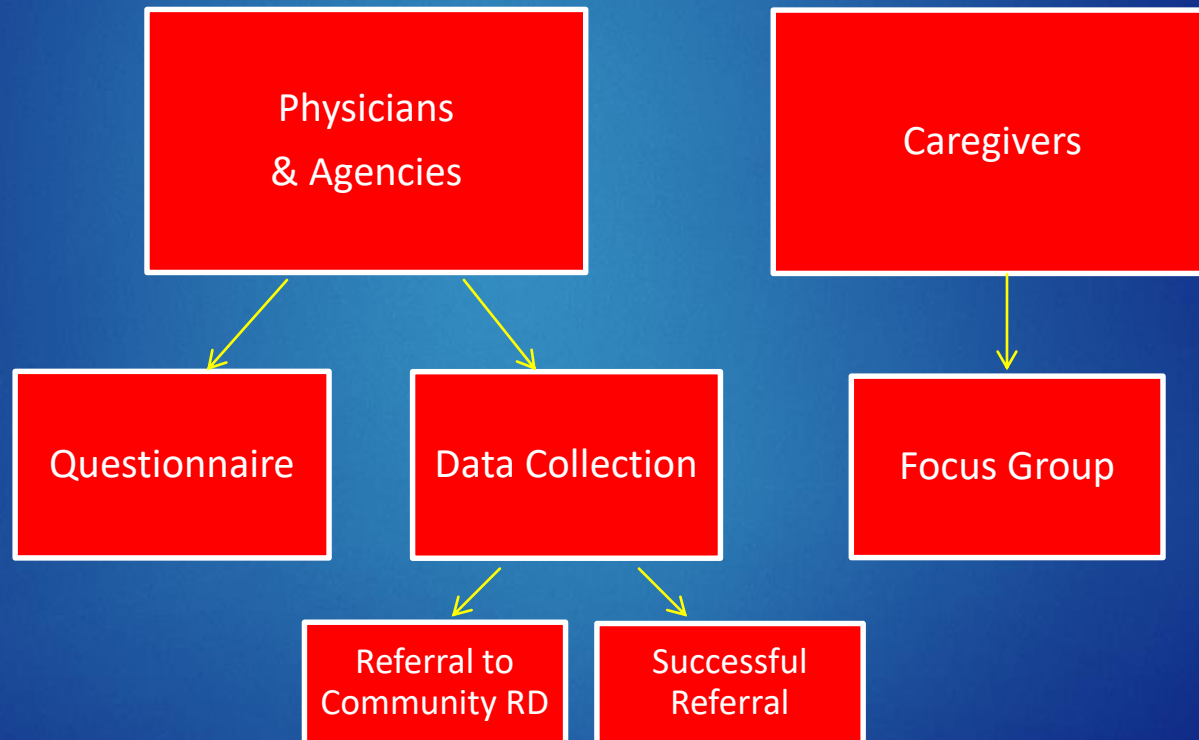 Physicians
& Agencies
Caregivers
Questionnaire
Data Collection
Focus Group
Referral to
Community RD
Successful
Referral